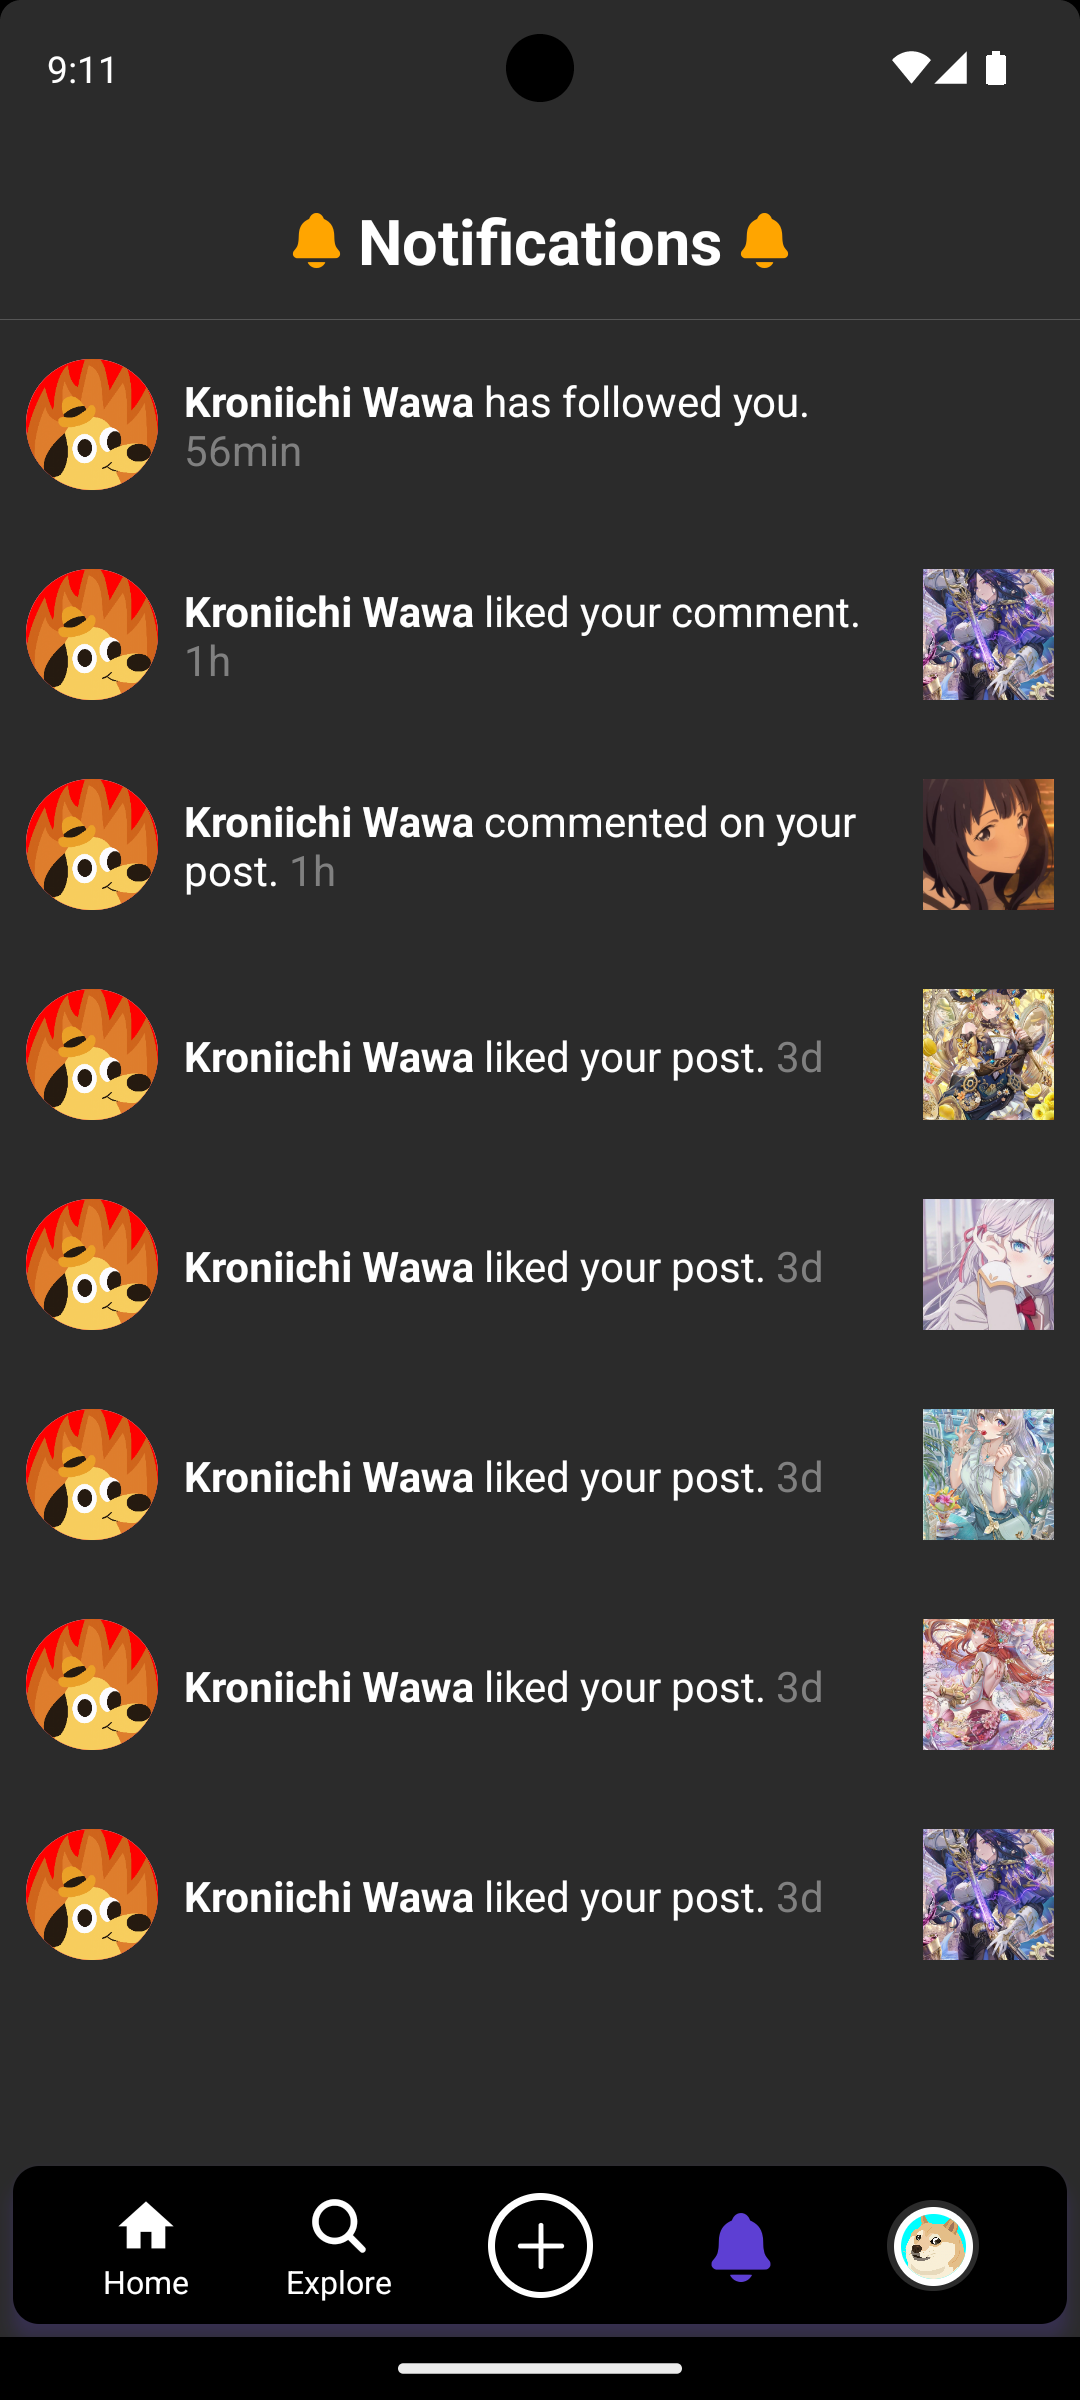 9:11
Notifications
Kroniichi Wawa has followed you.
56min
Kroniichi Wawa liked your comment.
1h
Kroniichi Wawa commented on your
post. 1h
Kroniichi Wawa liked your post. 3d
Kroniichi Wawa liked your post. 3d
Kroniichi Wawa liked your post. 3d
Kroniichi Wawa liked your post. 3d
Kroniichi Wawa liked your post. 3d
Home
Explore